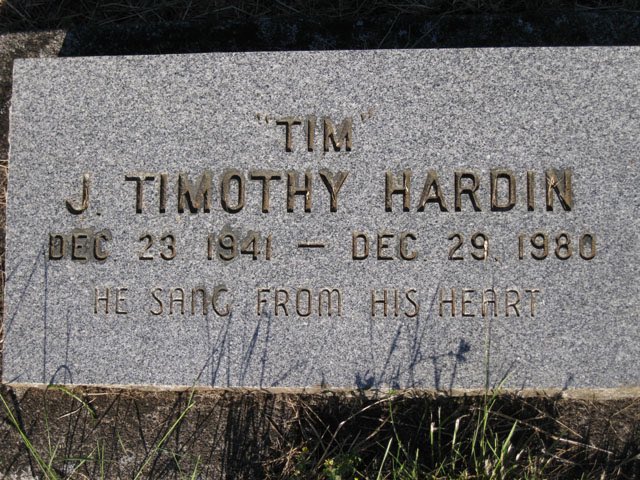 "TIM"
J. TIMOTHY HARDIN
DEC 23 1941 — DEC. 29, 1980
HE SANG FROM HIS HEART